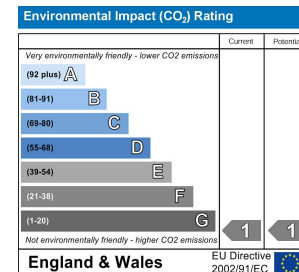 Environmental Impact (CO₂) Rating
Current Potentia
Very environmentally friendly - lower CO2 emissions
(92 plus) A
(81-91) B
(69-80) C
(55-68) D
(39-54) E
(21-38) F
(1-20) G 1 1
Not environmentally friendly - higher CO2 emissions
England & Wales
EU Directive
2002/91/EC